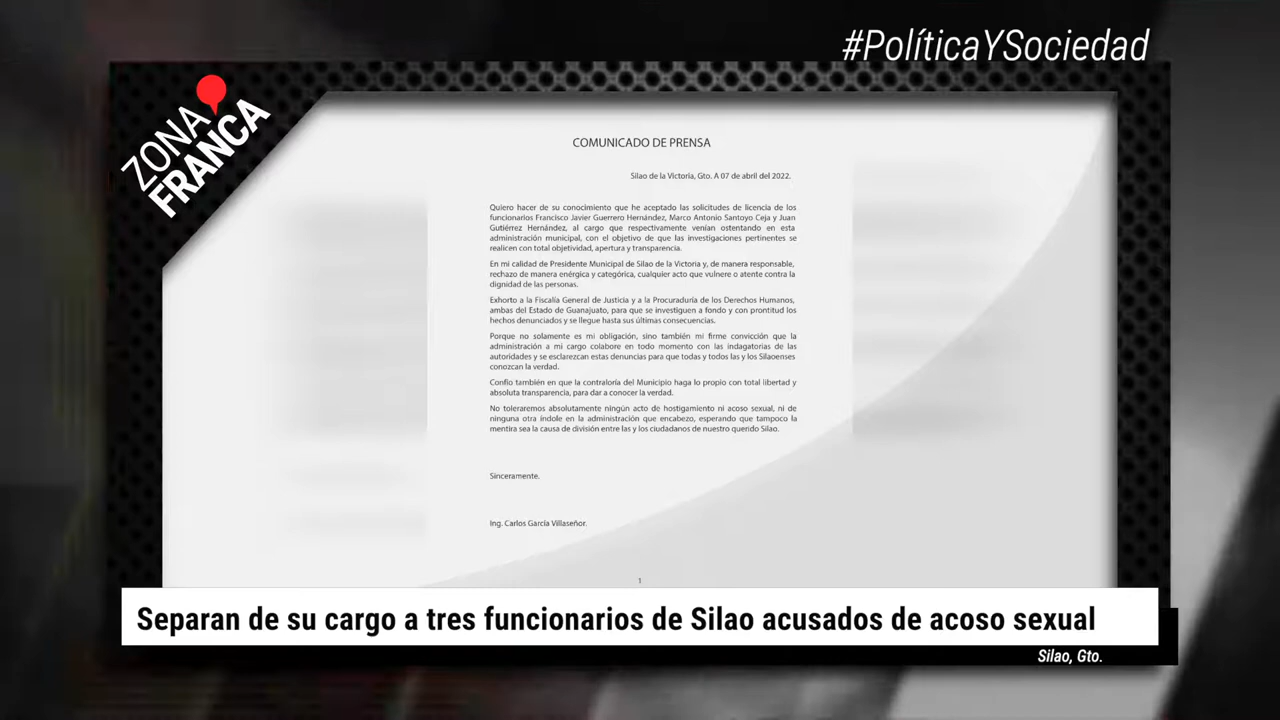 #PolíticaYSociedad
ZONA
FRANCA
COMUNICADO DE PRENSA
Silao de la Victoria, Gto. A 07 de abril del 2022.
Quiero hacer de su conocimiento que he aceptado las solicitudes de licencia de los
funcionarios Francisco Javier Guerrero Hernández, Marco Antonio Santoyo Ceja y Juan
Gutiérrez Hernández, al cargo que respectivamente venían ostentando en esta
administración municipal, con el objetivo de que las investigaciones pertinentes se
realicen con total objetividad, apertura y transparencia.
En mi calidad de Presidente Municipal de Silao de la Victoria y, de manera responsable,
rechazo de manera enérgica y categórica, cualquier acto que vulnere o atente contra la
dignidad de las personas.
Exhorto a la Fiscalía General de Justicia y a la Procuraduría de los Derechos Humanos,
ambas del Estado de Guanajuato, para que se investiguen a fondo y con prontitud los
hechos denunciados y se llegue hasta sus últimas consecuencias.
Porque no solamente es mi obligación, sino también mi firme convicción que la
administración a mi cargo colabore en todo momento con las indagatorias de las
autoridades y se esclarezcan estas denuncias para que todas y todos las y los Silaoenses
conozcan la verdad.
Confío también en que la contraloría del Municipio haga lo propio con total libertad y
absoluta transparencia, para dar a conocer la verdad.
No toleraremos absolutamente ningún acto de hostigamiento ni acoso sexual, ni de
ninguna otra índole en la administración que encabezo, esperando que tampoco la
mentira sea la causa de división entre las y los ciudadanos de nuestro querido Silao.
Sinceramente.
Ing. Carlos García Villaseñor.
1
Separan de su cargo a tres funcionarios de Silao acusados de acoso sexual
Silao, Gto.